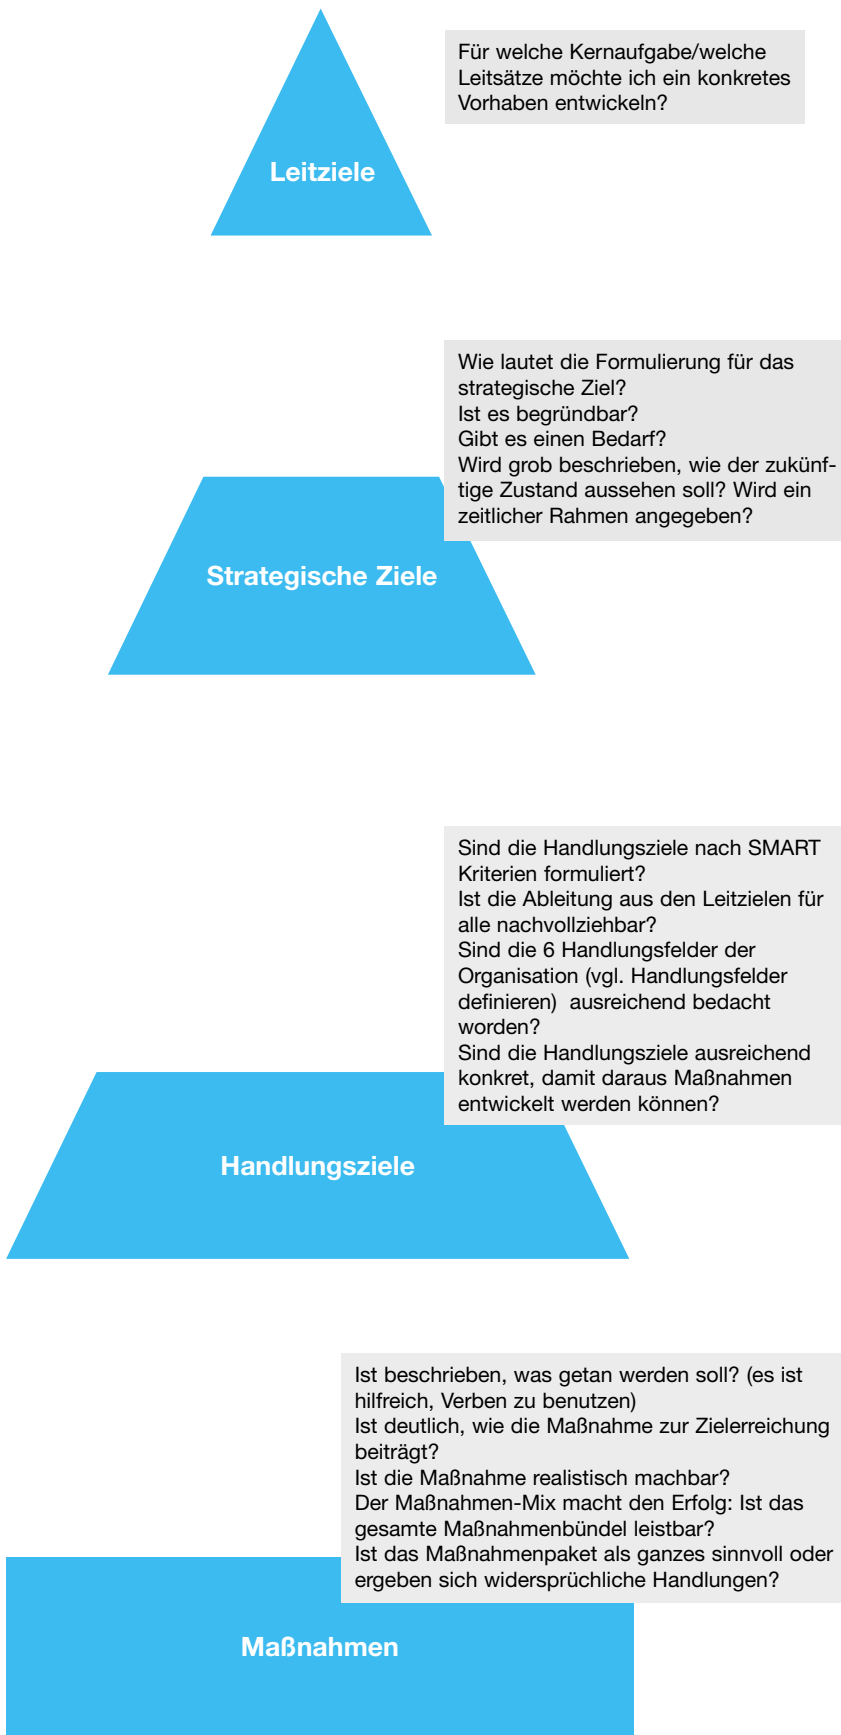 Für welche Kernaufgabe/welche
Leitsätze möchte ich ein konkretes
Vorhaben entwickeln?
Leitziele
Wie lautet die Formulierung für das
strategische Ziel?
Ist es begründbar?
Gibt es einen Bedarf?
Wird grob beschrieben, wie der zukünf-
tige Zustand aussehen soll? Wird ein
zeitlicher Rahmen angegeben?
Strategische Ziele
Sind die Handlungsziele nach SMART
Kriterien formuliert?
Ist die Ableitung aus den Leitzielen für
alle nachvollziehbar?
Sind die 6 Handlungsfelder der
Organisation (vgl. Handlungsfelder
definieren)  ausreichend bedacht
worden?
Sind die Handlungsziele ausreichend
konkret, damit daraus Maßnahmen
entwickelt werden können?
Handlungsziele
Ist beschrieben, was getan werden soll? (es ist
hilfreich, Verben zu benutzen)
Ist deutlich, wie die Maßnahme zur Zielerreichung
beiträgt?
Ist die Maßnahme realistisch machbar?
Der Maßnahmen-Mix macht den Erfolg: Ist das
gesamte Maßnahmenbündel leistbar?
Ist das Maßnahmenpaket als ganzes sinnvoll oder
ergeben sich widersprüchliche Handlungen?
Maßnahmen